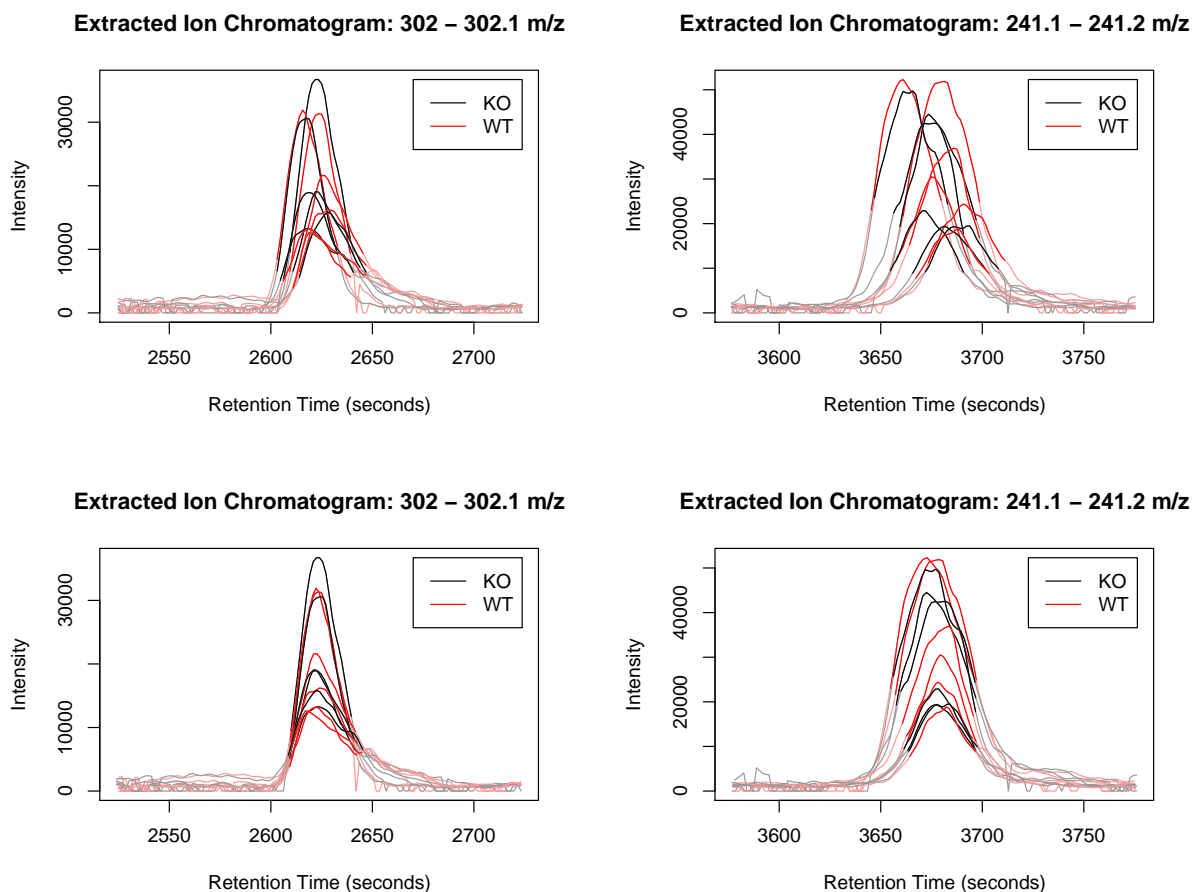 Extracted Ion Chromatogram: 302 – 302.1 m/z
Intensity
0 10000 30000
KO
WT
2550 2600 2650 2700
Retention Time (seconds)
Extracted Ion Chromatogram: 241.1 – 241.2 m/z
Intensity
0 20000 40000
KO
WT
3600 3650 3700 3750
Retention Time (seconds)
Extracted Ion Chromatogram: 302 – 302.1 m/z
Intensity
0 10000 30000
KO
WT
2550 2600 2650 2700
Retention Time (seconds)
Extracted Ion Chromatogram: 241.1 – 241.2 m/z
Intensity
0 20000 40000
KO
WT
3600 3650 3700 3750
Retention Time (seconds)